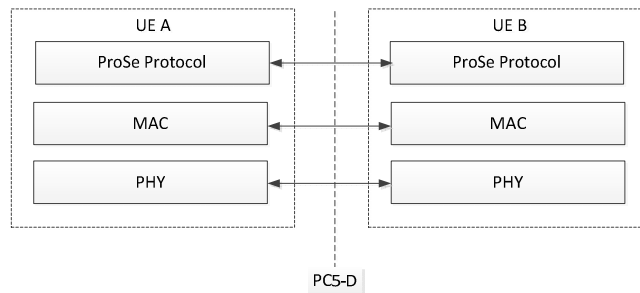 UE A
UE B
ProSe Protocol
ProSe Protocol
MAC
MAC
PHY
PHY
PC5-D